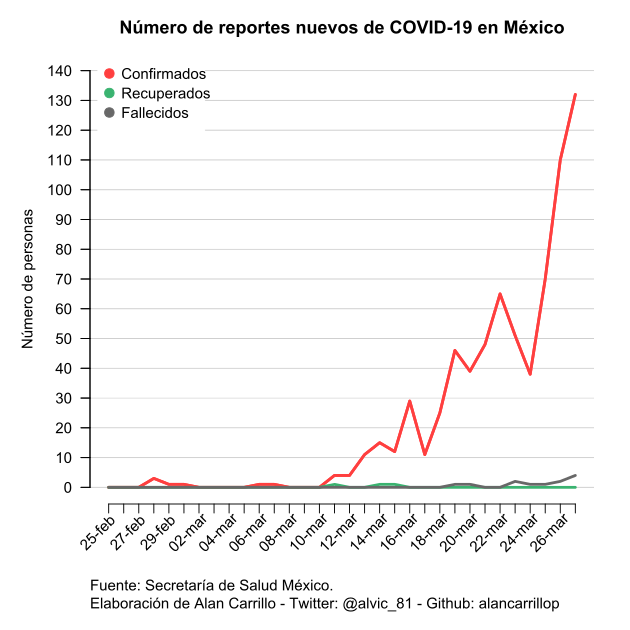 Número de reportes nuevos de COVID-19 en México
Confirmados
Recuperados
Fallecidos
Número de personas
140
130
120
110
100
90
80
70
60
50
40
30
20
10
0
25-feb
27-feb
29-feb
02-mar
04-mar
06-mar
08-mar
10-mar
12-mar
14-mar
16-mar
18-mar
20-mar
22-mar
24-mar
26-mar
Fuente: Secretaría de Salud México.
Elaboración de Alan Carrillo - Twitter: @alvic_81 - Github: alancarrillop